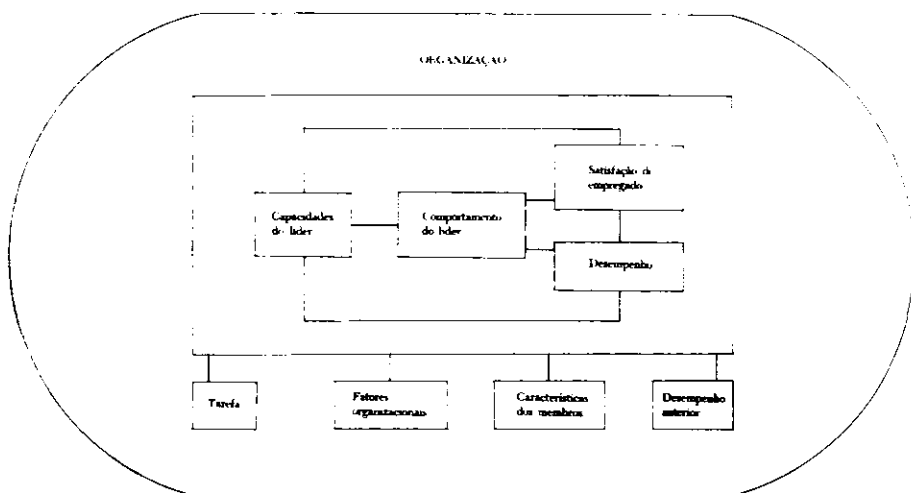 ORGANIZAÇÃO
Satisfação do
empregado
Capacidades
do líder
Comportamento
do líder
Desempenho
Tarefa
Fatores
organizacionais
Características
dos membros
Desempenho
anterior